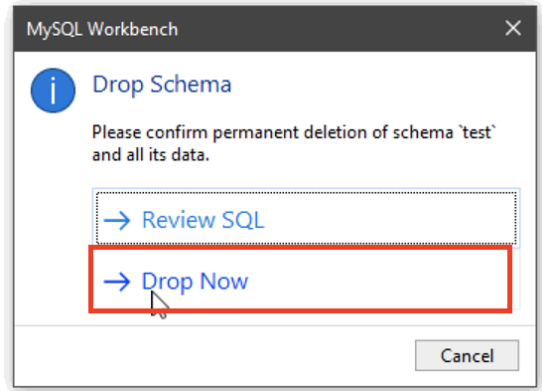 MySQL Workbench
Drop Schema
Please confirm permanent deletion of schema `test`
and all its data.
Review SQL
Drop Now
Cancel